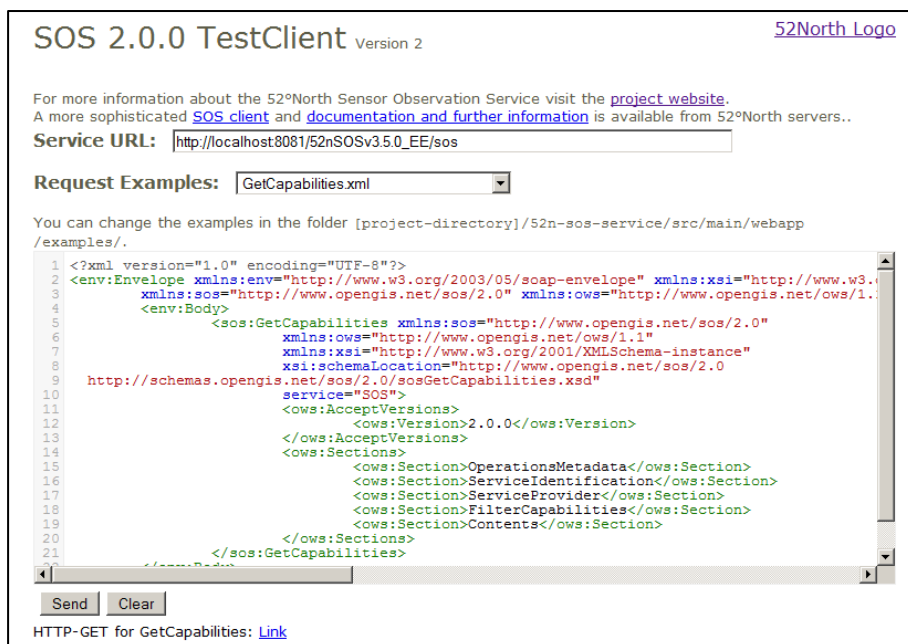 SOS 2.0.0 TestClient Version 2
52North Logo
For more information about the 52°North Sensor Observation Service visit the project website.
A more sophisticated SOS client and documentation and further information is available from 52°North servers..
Service URL: http://localhost:8081/52nSOSv3.5.0_EE/sos
Request Examples: GetCapabilities.xml
You can change the examples in the folder [project-directory]/52n-sos-service/src/main/webapp
/examples/.
1 <?xml version="1.0" encoding="UTF-8"?>
2 <env:Envelope xmlns:env="http://www.w3.org/2003/05/soap-envelope" xmlns:xsi="http://www.w3.
3 xmlns:sos="http://www.opengis.net/sos/2.0" xmlns:ows="http://www.opengis.net/ows/1.
4 <env:Body>
5 <sos:GetCapabilities xmlns:sos="http://www.opengis.net/sos/2.0"
6 xmlns:ows="http://www.opengis.net/ows/1.1"
7 xmlns:xsi="http://www.w3.org/2001/XMLSchema-instance"
8 xsi:schemaLocation="http://www.opengis.net/sos/2.0
9 http://schemas.opengis.net/sos/2.0/sosGetCapabilities.xsd"
10 service="SOS">
11 <ows:AcceptVersions>
12 <ows:Version>2.0.0</ows:Version>
13 </ows:AcceptVersions>
14 <ows:Sections>
15 <ows:Section>OperationsMetadata</ows:Section>
16 <ows:Section>ServiceIdentification</ows:Section>
17 <ows:Section>ServiceProvider</ows:Section>
18 <ows:Section>FilterCapabilities</ows:Section>
19 <ows:Section>Contents</ows:Section>
20 </ows:Sections>
21 </sos:GetCapabilities>
Send Clear
HTTP-GET for GetCapabilities: Link